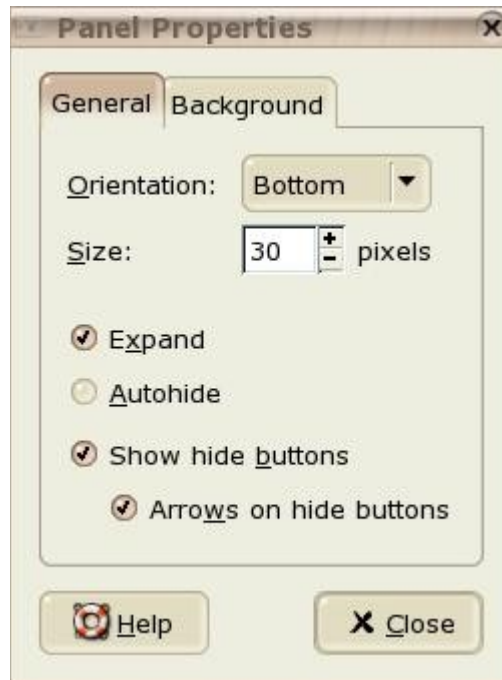 Panel Properties
General Background
Orientation: Bottom
Size: 30 pixels
Expand
Autohide
Show hide buttons
Arrows on hide buttons
Help Close